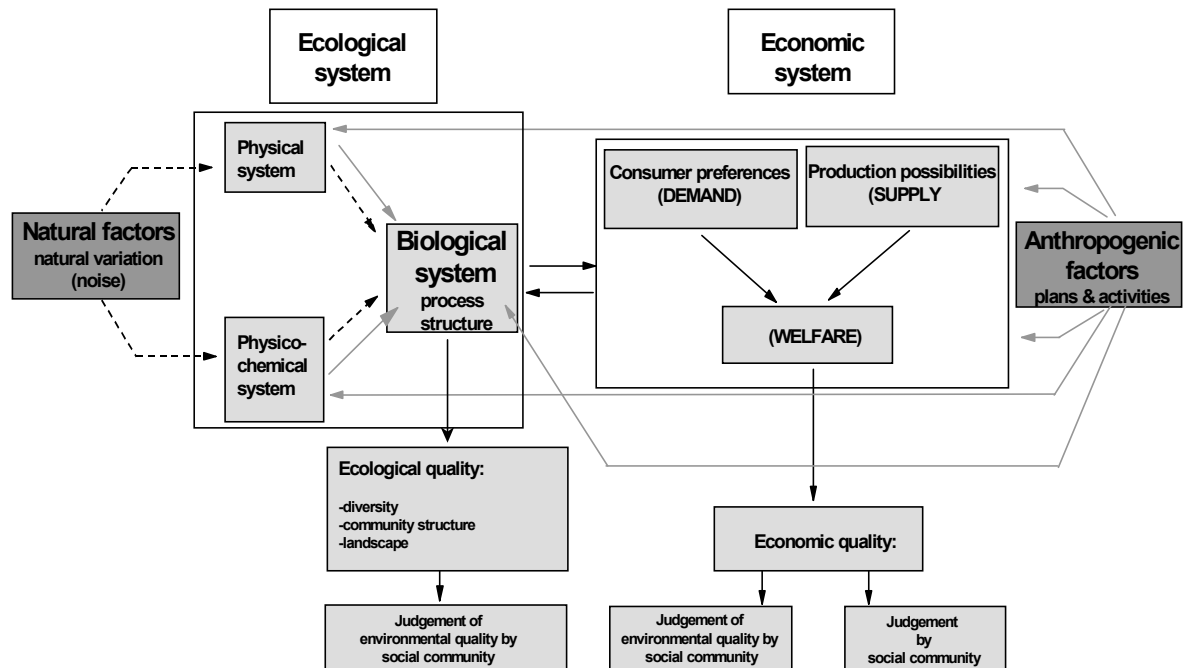 Ecological
system
Economic
system
Physical
system
Consumer preferences
(DEMAND)
Production possibilities
(SUPPLY
Natural factors
natural variation
(noise)
Biological
system
process
structure
Anthropogenic
factors
plans & activities
Physico-
chemical
system
(WELFARE)
Ecological quality:
-diversity
-community structure
-landscape
Economic quality:
Judgement of
environmental quality by
social community
Judgement of
environmental quality by
social community
Judgement
by
social community